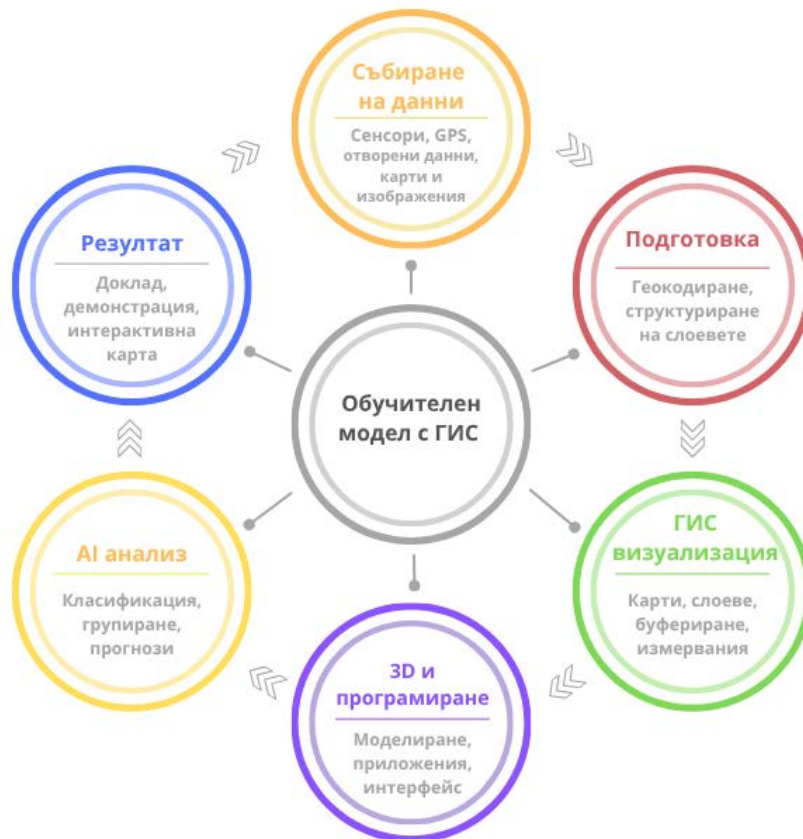 Събиране
на данни
Сензори, GPS,
отворени данни,
карти и
изображения
Подготовка
Геокодиране,
структуриране
на слоевете
ГИС
визуализация
Карти, слоеве,
буфериране,
измервания
3D и
програмиране
Моделиране,
приложения,
интерфейс
AI анализ
Класификация,
групиране,
прогнози
Резултат
Доклад,
демонстрация,
интерактивна
карта
Обучителен
модел с ГИС